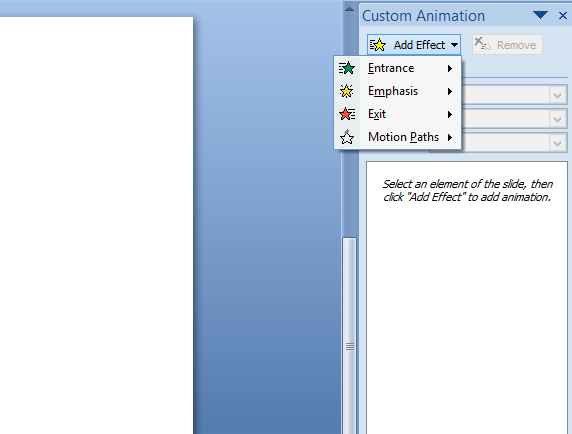 Custom Animation
Add Effect
Remove
Entrance
Emphasis
Exit
Motion Paths
Select an element of the slide, then
click "Add Effect" to add animation.